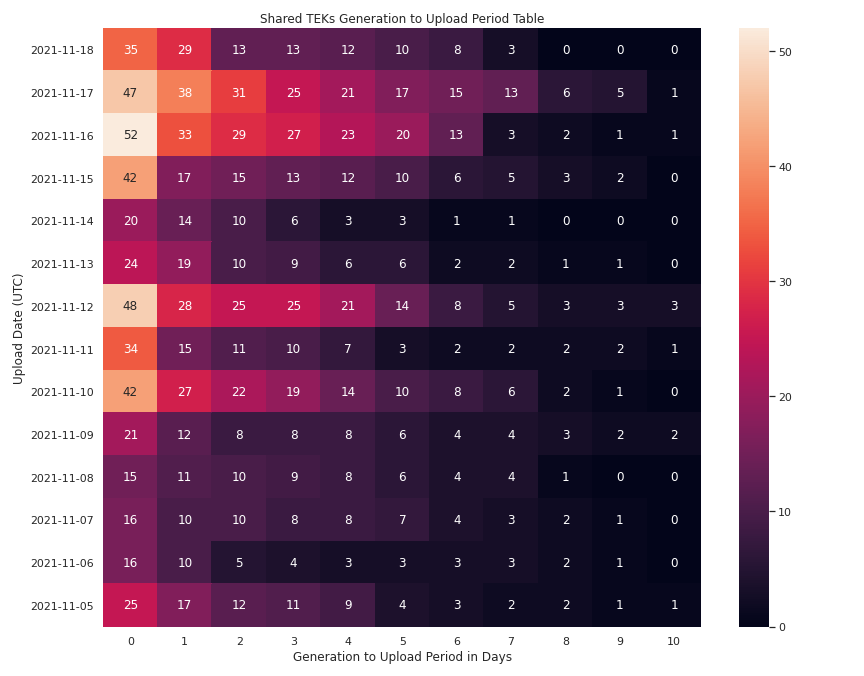 Shared TEKs Generation to Upload Period Table
2021-11-18 35 29 13 13 12 10 8 3 0 0 0
2021-11-17 47 38 31 25 21 17 15 13 6 5 1
2021-11-16 52 33 29 27 23 20 13 3 2 1 1
2021-11-15 42 17 15 13 12 10 6 5 3 2 0
2021-11-14 20 14 10 6 3 3 1 1 0 0 0
2021-11-13 24 19 10 9 6 6 2 2 1 1 0
2021-11-12 48 28 25 25 21 14 8 5 3 3 3
2021-11-11 34 15 11 10 7 3 2 2 2 2 1
2021-11-10 42 27 22 19 14 10 8 6 2 1 0
2021-11-09 21 12 8 8 8 6 4 4 3 2 2
2021-11-08 15 11 10 9 8 6 4 4 1 0 0
2021-11-07 16 10 10 8 8 7 4 3 2 1 0
2021-11-06 16 10 5 4 3 3 3 3 2 1 0
2021-11-05 25 17 12 11 9 4 3 2 2 1 1
0 1 2 3 4 5 6 7 8 9 10
Generation to Upload Period in Days
Upload Date (UTC)
50
40
30
20
10
0